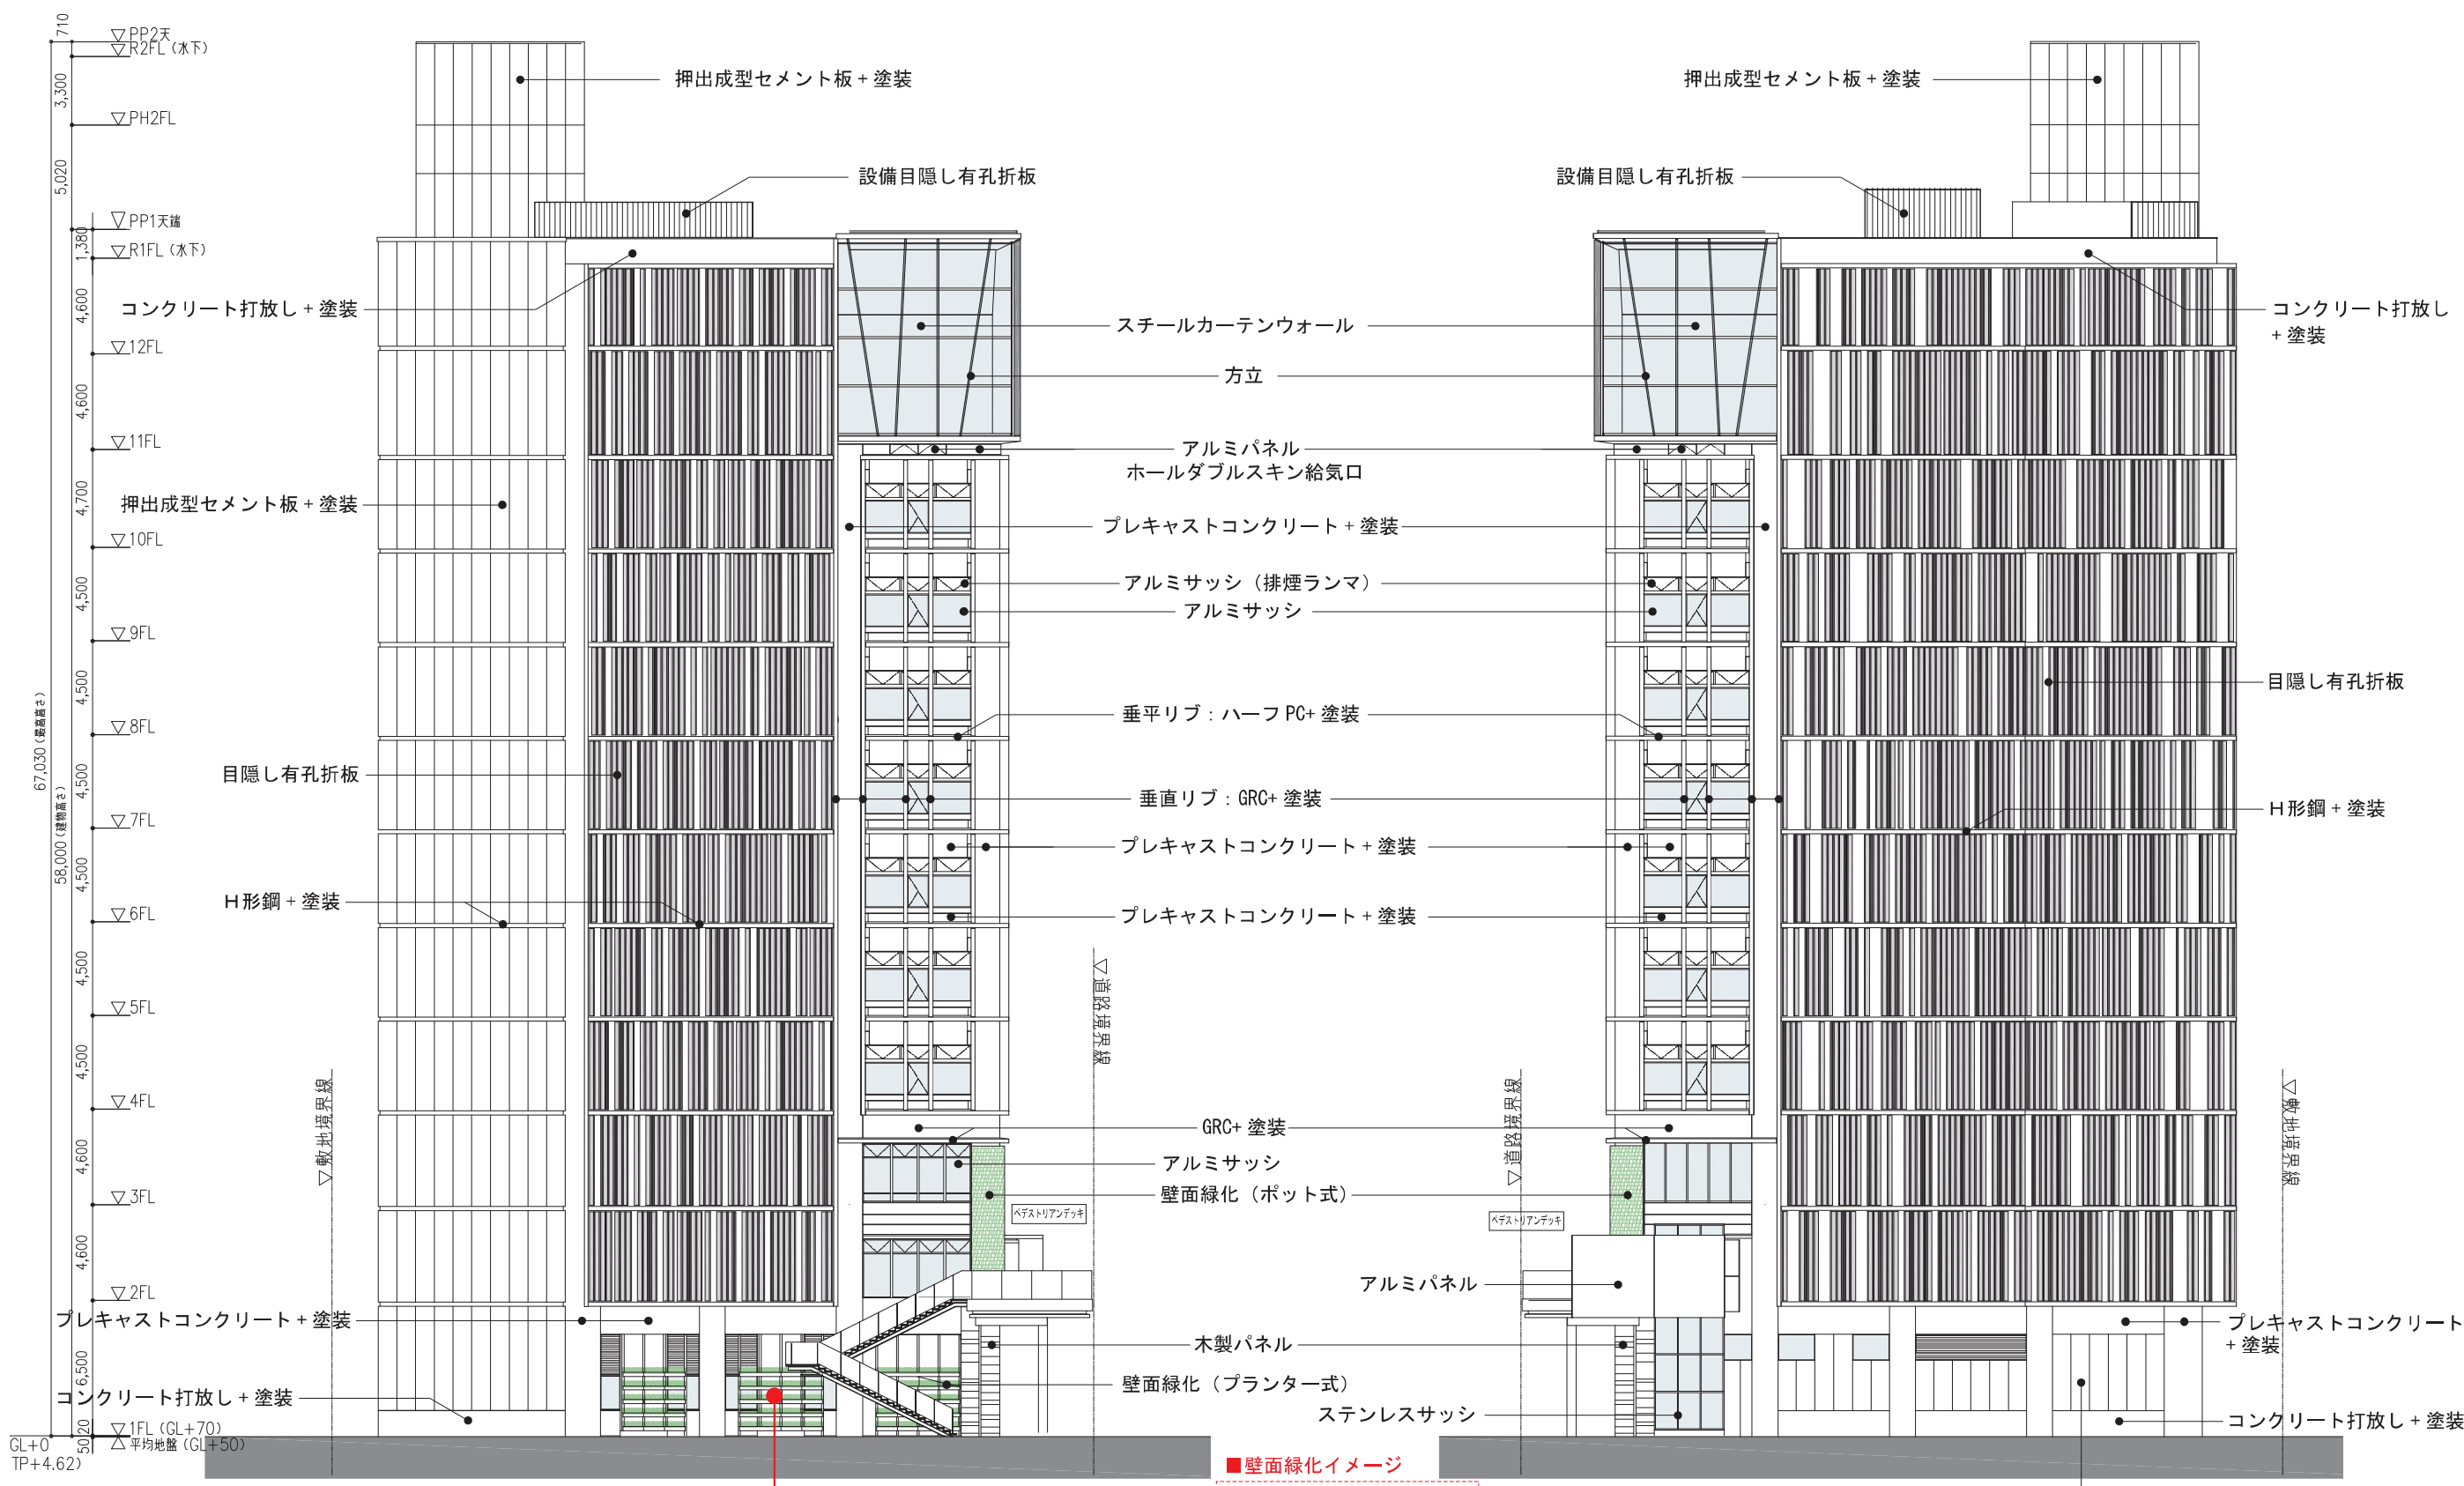 710
▽PP2天
▽R2FL（水下）
3,300
▽PH2FL
5,020
▽PP1天端
1,380
▽R1FL（水下）
4,600
▽12FL
4,600
▽11FL
4,700
▽10FL
4,500
▽9FL
4,500
▽8FL
4,500
▽7FL
4,500
▽6FL
4,500
▽5FL
4,500
▽4FL
4,600
▽3FL
4,600
▽2FL
6,500
▽1FL (GL+70)
△平均地盤 (GL+50)
20
50
GL±0
TP+4.62)
67,030（最高高さ）
58,000（建物高さ）
押出成型セメント板 + 塗装
設備目隠し有孔折板
コンクリート打放し + 塗装
押出成型セメント板 + 塗装
目隠し有孔折板
H形鋼 + 塗装
▽敷地境界線
プレキャストコンクリート + 塗装
コンクリート打放し + 塗装
▽道路境界線
ペデストリアンデッキ
スチールカーテンウォール
方立
アルミパネル
ホールダブルスキン給気口
プレキャストコンクリート + 塗装
アルミサッシ（排煙ランマ）
アルミサッシ
垂平リブ：ハーフPC+ 塗装
垂直リブ：GRC+ 塗装
プレキャストコンクリート + 塗装
プレキャストコンクリート + 塗装
GRC+ 塗装
アルミサッシ
壁面緑化（ポット式）
アルミパネル
木製パネル
壁面緑化（プランター式）
ステンレスサッシ
■壁面緑化イメージ
押出成型セメント板 + 塗装
設備目隠し有孔折板
コンクリート打放し
+ 塗装
目隠し有孔折板
H形鋼 + 塗装
▽道路境界線
ペデストリアンデッキ
▽敷地境界線
プレキャストコンクリート
+ 塗装
コンクリート打放し + 塗装